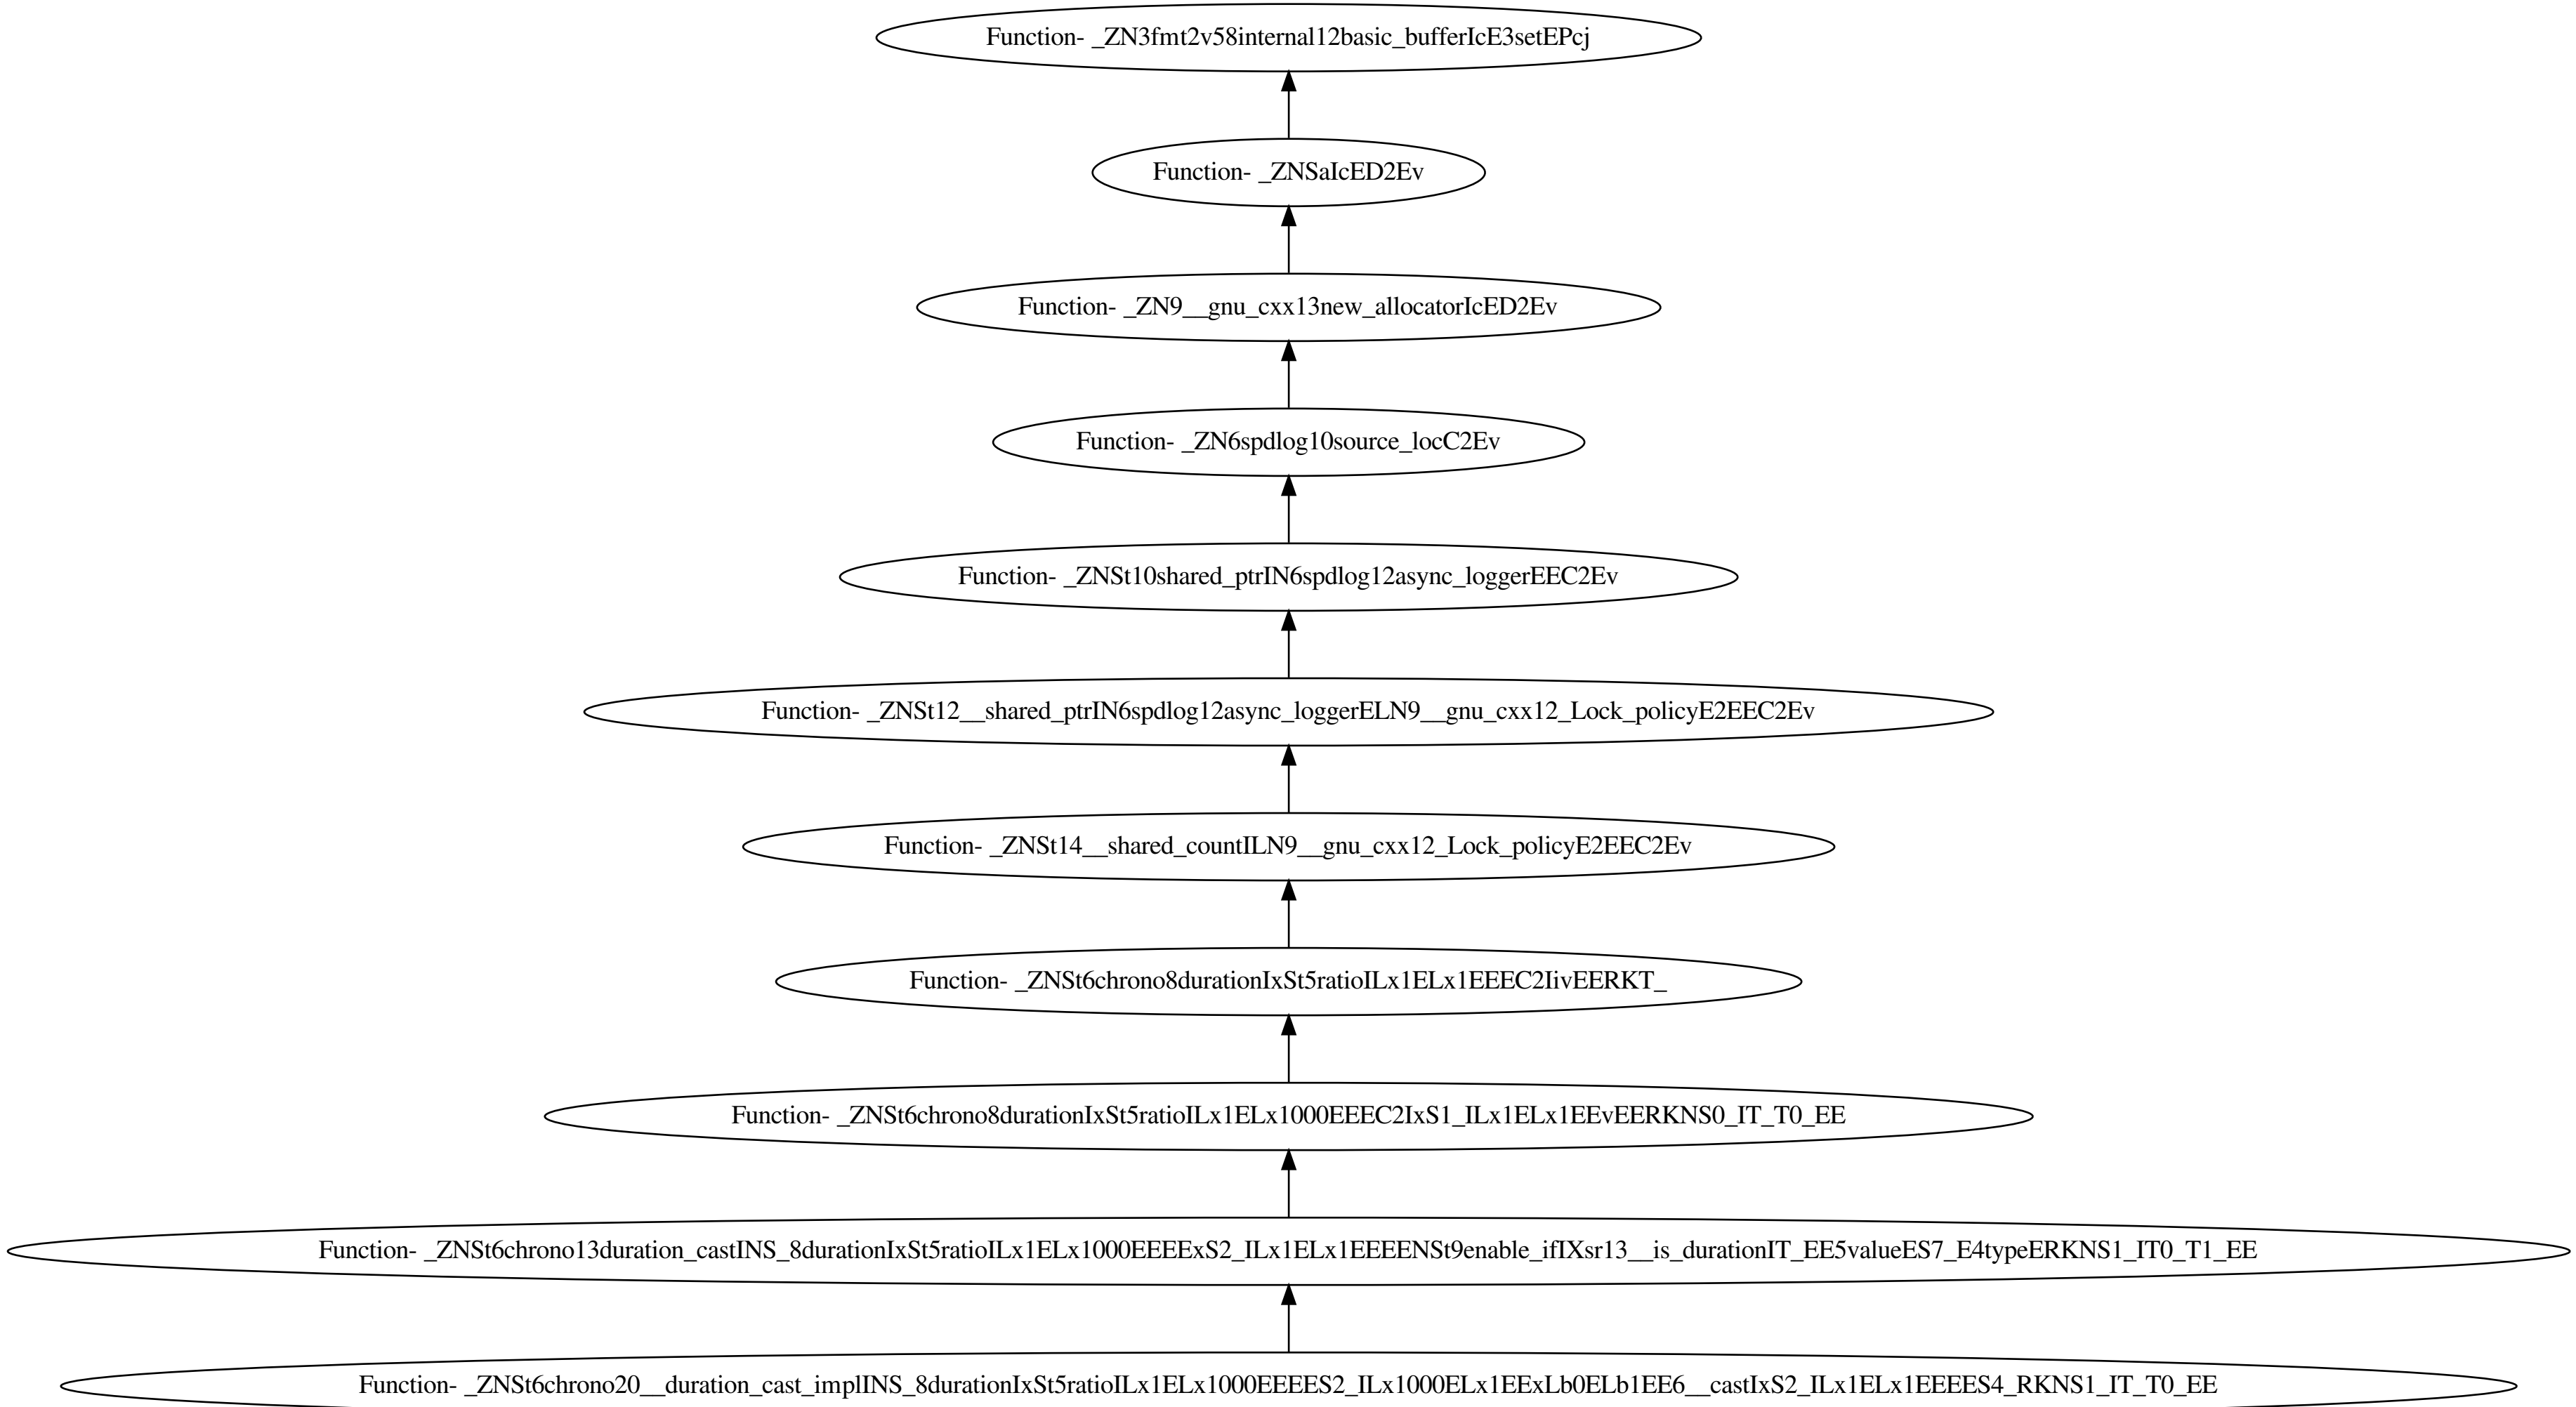 Function- _ZN3fmt2v58internal12basic_bufferIcE3setEPcj
Function- _ZNSaIcED2Ev
Function- _ZN9__gnu_cxx13new_allocatorIcED2Ev
Function- _ZN6spdlog10source_locC2Ev
Function- _ZNSt10shared_ptrIN6spdlog12async_loggerEEC2Ev
Function- _ZNSt12__shared_ptrIN6spdlog12async_loggerELN9__gnu_cxx12_Lock_policyE2EEC2Ev
Function- _ZNSt14__shared_countILN9__gnu_cxx12_Lock_policyE2EEC2Ev
Function- _ZNSt6chrono8durationIxSt5ratioILx1ELx1EEEC2IivEERKT_
Function- _ZNSt6chrono8durationIxSt5ratioILx1ELx1000EEEC2IxS1_ILx1ELx1EEvEERKNS0_IT_T0_EE
Function- _ZNSt6chrono13duration_castINS_8durationIxSt5ratioILx1ELx1000EEEExS2_ILx1ELx1EEEENSt9enable_ifIXsr13__is_durationIT_EE5valueES7_E4typeERKNS1_IT0_T1_EE
Function- _ZNSt6chrono20__duration_cast_implINS_8durationIxSt5ratioILx1ELx1000EEEES2_ILx1000ELx1EExLb0ELb1EE6__castIxS2_ILx1ELx1EEEES4_RKNS1_IT_T0_EE